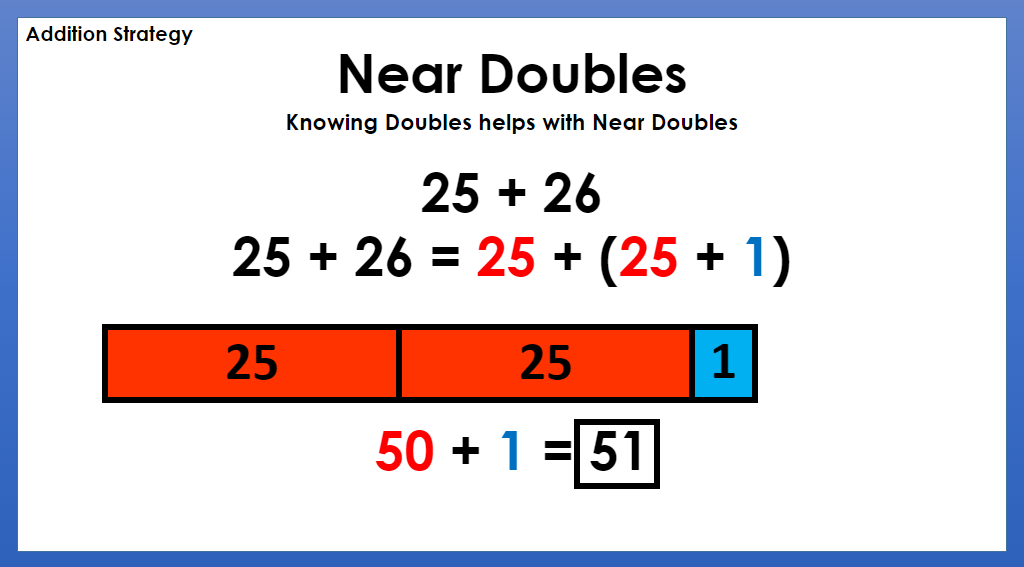 Addition Strategy
Near Doubles
Knowing Doubles helps with Near Doubles
25 + 26
25 + 26 = 25 + (25 + 1)
25 25 1
50 + 1 = 51